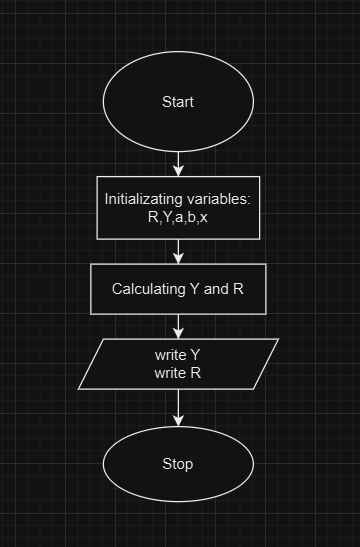 Start
Initializating variables:
R,Y,a,b,x
Calculating Y and R
write Y
write R
Stop